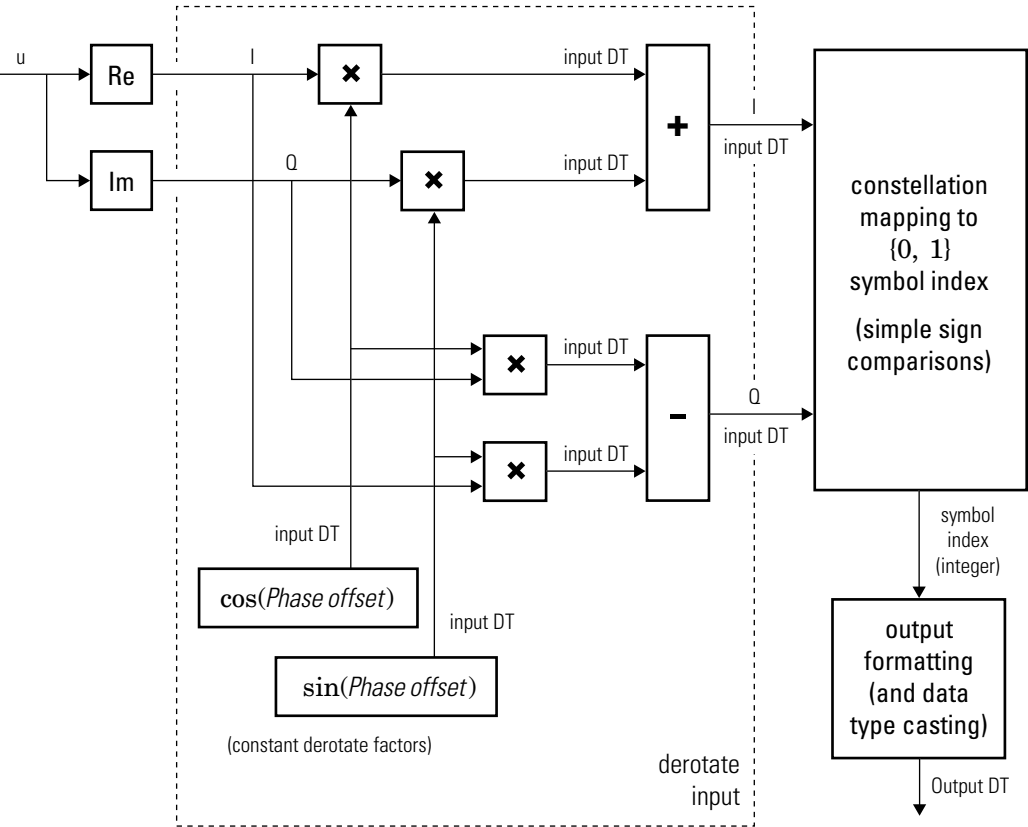 u
Re
I
×
input DT
+
I
input DT
Im
Q
×
input DT
constellation
mapping to
{0, 1}
symbol index
(simple sign
comparisons)
×
input DT
-
Q
input DT
×
input DT
symbol
index
(integer)
input DT
cos(Phase offset)
input DT
sin(Phase offset)
(constant derotate factors)
output
formatting
(and data
type casting)
derotate
input
Output DT